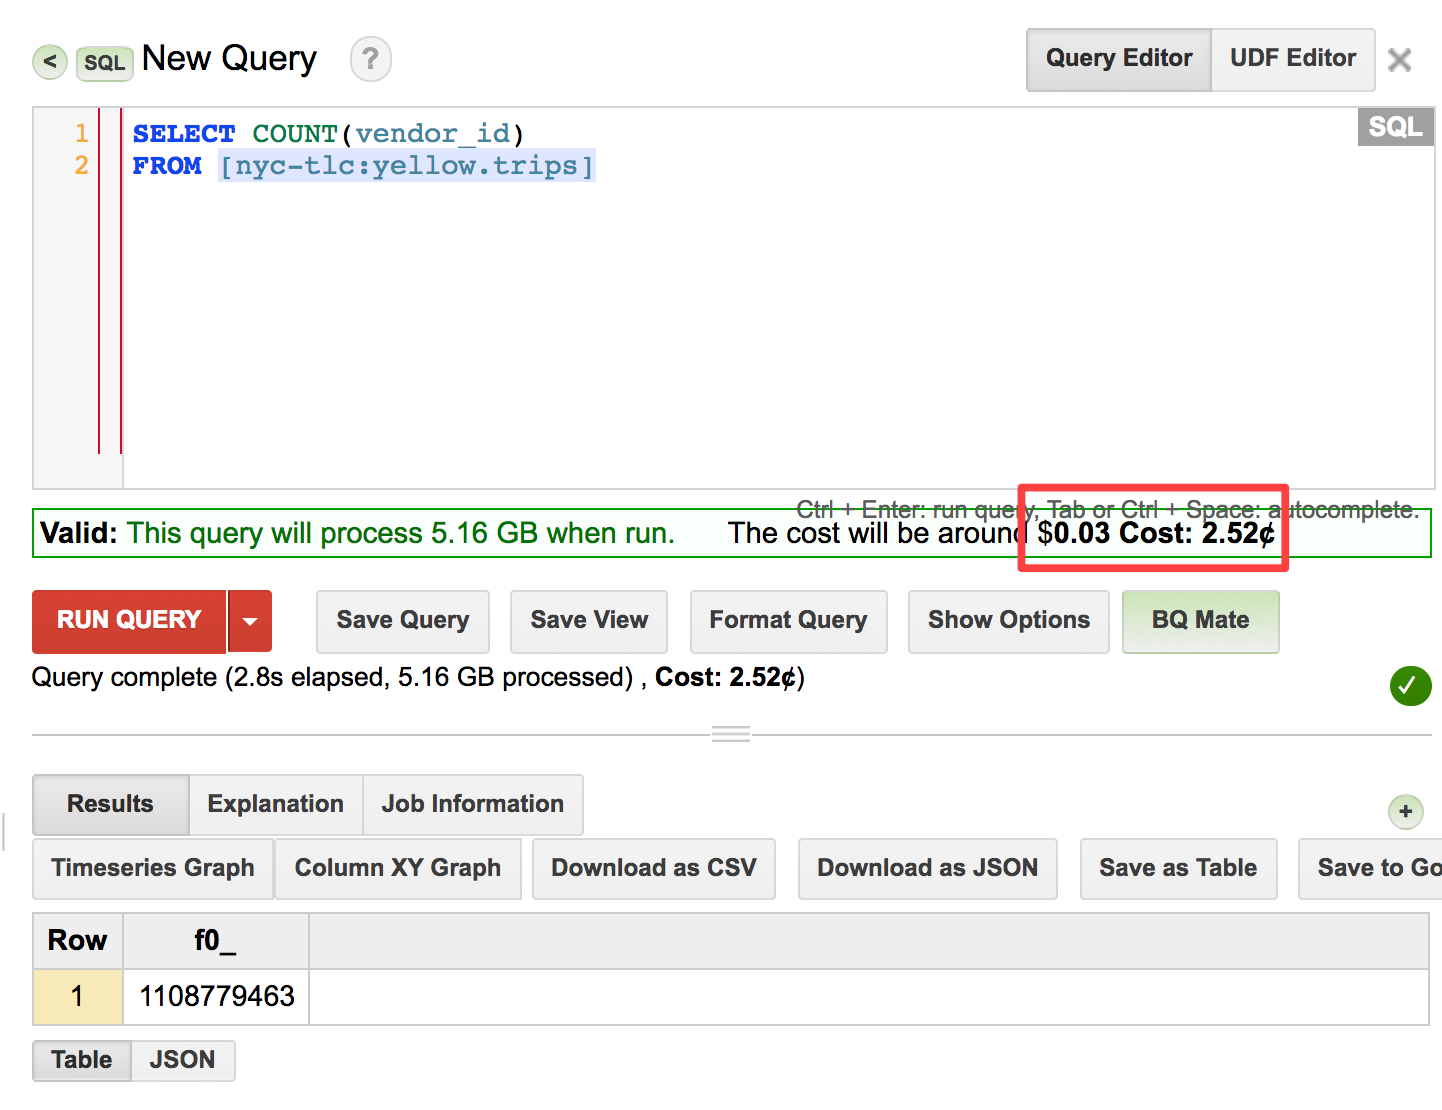 < SQL New Query ? Query Editor UDF Editor ×
SQL
1 SELECT COUNT(vendor_id)
2 FROM [nyc-tlc:yellow.trips]
Ctrl + Enter: run query, Tab or Ctrl + Space: autocomplete.
Valid: This query will process 5.16 GB when run. The cost will be around $0.03 Cost: 2.52¢
RUN QUERY Save Query Save View Format Query Show Options BQ Mate
Query complete (2.8s elapsed, 5.16 GB processed) , Cost: 2.52¢)
Results Explanation Job Information +
Timeseries Graph Column XY Graph Download as CSV Download as JSON Save as Table Save to Go
Row f0_
1 1108779463
Table JSON